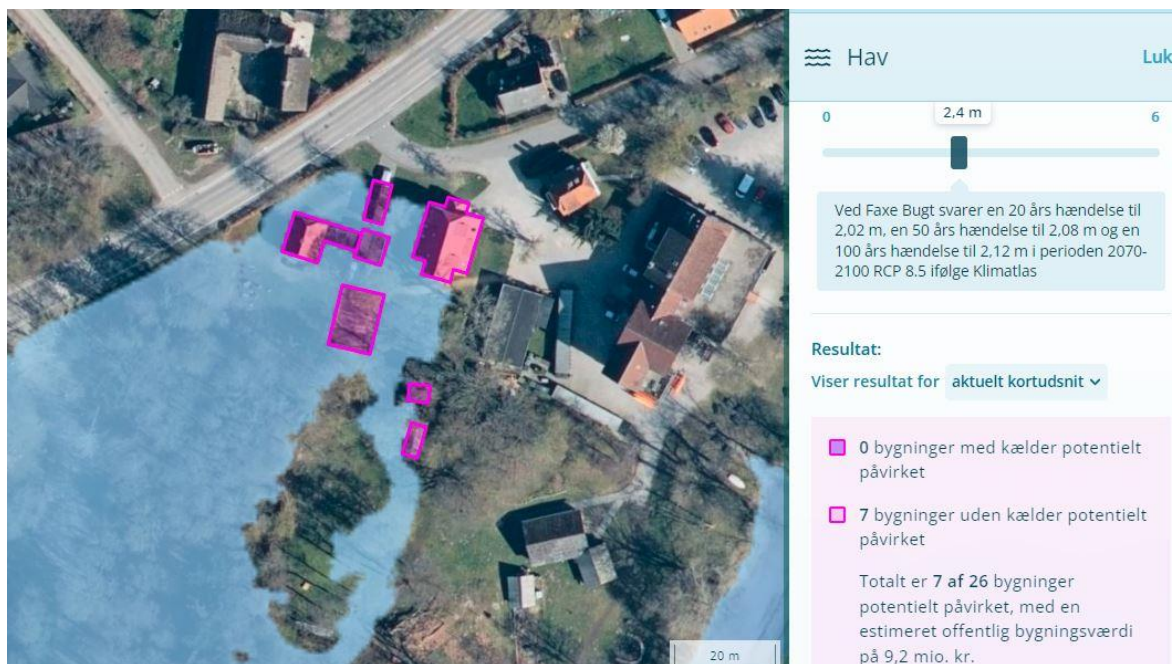 Hav
Luk
0
2,4 m
6
Ved Faxe Bugt svarer en 20 års hændelse til
2,02 m, en 50 års hændelse til 2,08 m og en
100 års hændelse til 2,12 m i perioden 2070-
2100 RCP 8.5 ifølge Klimatlas
Resultat:
Viser resultat for aktuelt kortudsnit
0 bygninger med kælder potentielt
påvirket
7 bygninger uden kælder potentielt
påvirket
Totalt er 7 af 26 bygninger
potentielt påvirket, med en
estimeret offentlig bygningsværdi
på 9,2 mio. kr.
20 m